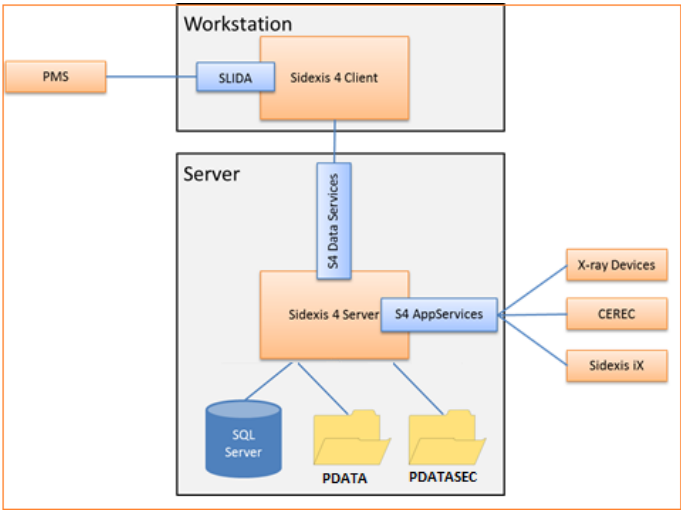 Workstation
PMS
SLIDA
Sidexis 4 Client
Server
S4 Data Services
Sidexis 4 Server
S4 AppServices
X-ray Devices
CEREC
Sidexis iX
SQL
Server
PDATA
PDATASEC